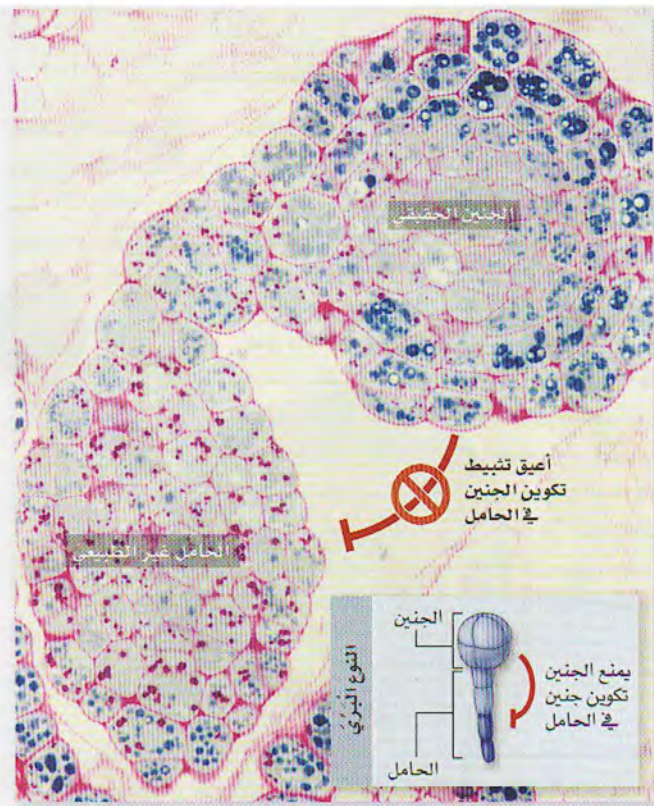 الجنين الحقيقي
أعيق تثبيط
تكوين الجنين
في الحامل
الحامل غير الطبيعي
النوع البري
الجنين
يمنع الجنين
تكوين جنين
في الحامل
الحامل